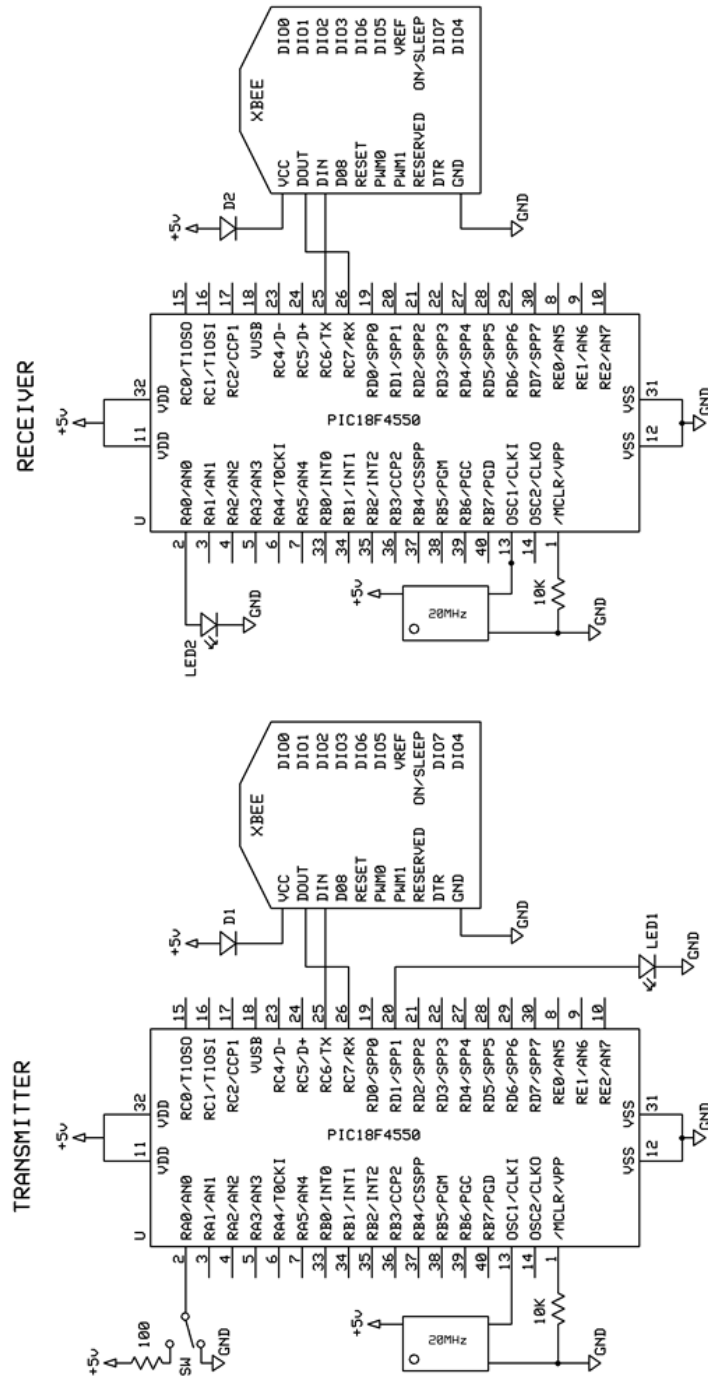 TRANSMITTER
+5v
11
32
VDD
VDD
U
+5v
100
SW
GND
2
3
4
5
6
7
33
34
35
36
37
38
39
40
13
14
1
RA0/AN0
RA1/AN1
RA2/AN2
RA3/AN3
RA4/T0CKI
RA5/AN4
RB0/INT0
RB1/INT1
RB2/INT2
RB3/CCP2
RB4/CSSPP
RB5/PGM
RB6/PGC
RB7/PGD
OSC1/CLKI
OSC2/CLKO
/MCLR/VPP
PIC18F4550
RC0/T1OSO
RC1/T1OSI
RC2/CCP1
VUSB
RC4/D-
RC5/D+
RC6/TX
RC7/RX
RD0/SPP0
RD1/SPP1
RD2/SPP2
RD3/SPP3
RD4/SPP4
RD5/SPP5
RD6/SPP6
RD7/SPP7
RE0/AN5
RE1/AN6
RE2/AN7
15
16
17
18
23
24
25
26
19
20
21
22
27
28
29
30
8
9
10
+5v
20MHz
10K
GND
VSS
VSS
12
31
GND
+5v
D1
XBEE
VCC
DOUT
DIN
D08
RESET
PWM0
PWM1
RESERVED
DTR
GND
DIO0
DIO1
DIO2
DIO3
DIO6
DIO5
VREF
ON/SLEEP
DIO7
DIO4
GND
LED1
GND
RECEIVER
+5v
11
32
VDD
VDD
U
LED2
GND
2
3
4
5
6
7
33
34
35
36
37
38
39
40
13
14
1
RA0/AN0
RA1/AN1
RA2/AN2
RA3/AN3
RA4/T0CKI
RA5/AN4
RB0/INT0
RB1/INT1
RB2/INT2
RB3/CCP2
RB4/CSSPP
RB5/PGM
RB6/PGC
RB7/PGD
OSC1/CLKI
OSC2/CLKO
/MCLR/VPP
PIC18F4550
RC0/T1OSO
RC1/T1OSI
RC2/CCP1
VUSB
RC4/D-
RC5/D+
RC6/TX
RC7/RX
RD0/SPP0
RD1/SPP1
RD2/SPP2
RD3/SPP3
RD4/SPP4
RD5/SPP5
RD6/SPP6
RD7/SPP7
RE0/AN5
RE1/AN6
RE2/AN7
15
16
17
18
23
24
25
26
19
20
21
22
27
28
29
30
8
9
10
+5v
20MHz
10K
GND
VSS
VSS
12
31
GND
+5v
D2
XBEE
VCC
DOUT
DIN
D08
RESET
PWM0
PWM1
RESERVED
DTR
GND
DIO0
DIO1
DIO2
DIO3
DIO6
DIO5
VREF
ON/SLEEP
DIO7
DIO4
GND